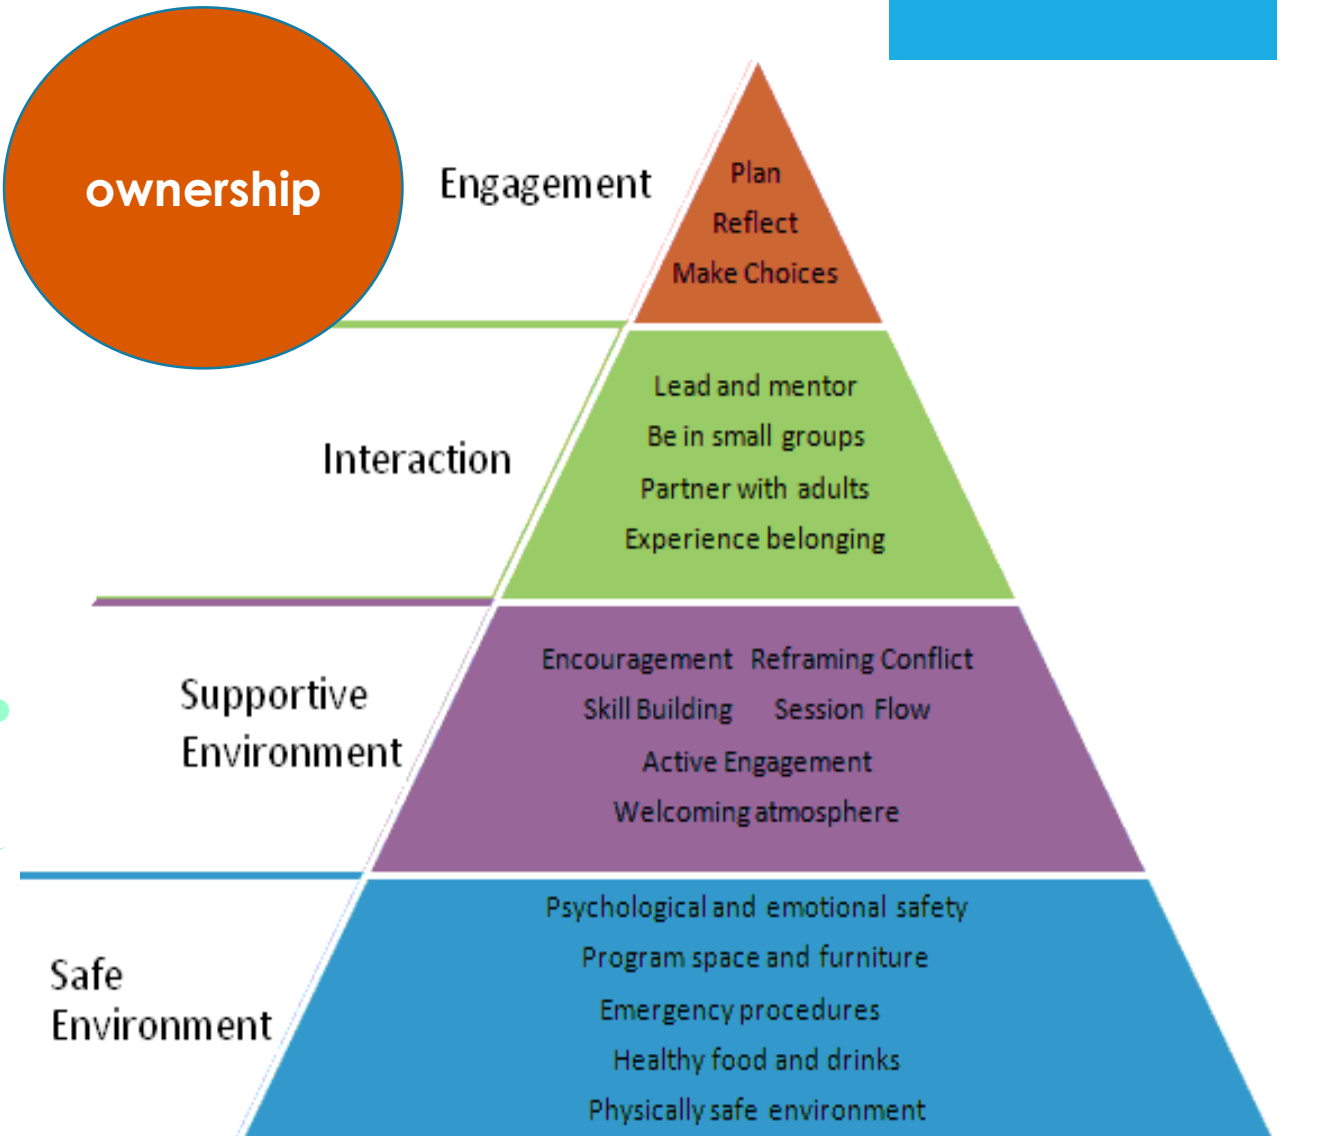 ownership
Engagement
Plan
Reflect
Make Choices
Interaction
Lead and mentor
Be in small groups
Partner with adults
Experience belonging
Supportive
Environment
Encouragement Reframing Conflict
Skill Building Session Flow
Active Engagement
Welcoming atmosphere
Safe
Environment
Psychological and emotional safety
Program space and furniture
Emergency procedures
Healthy food and drinks
Physically safe environment